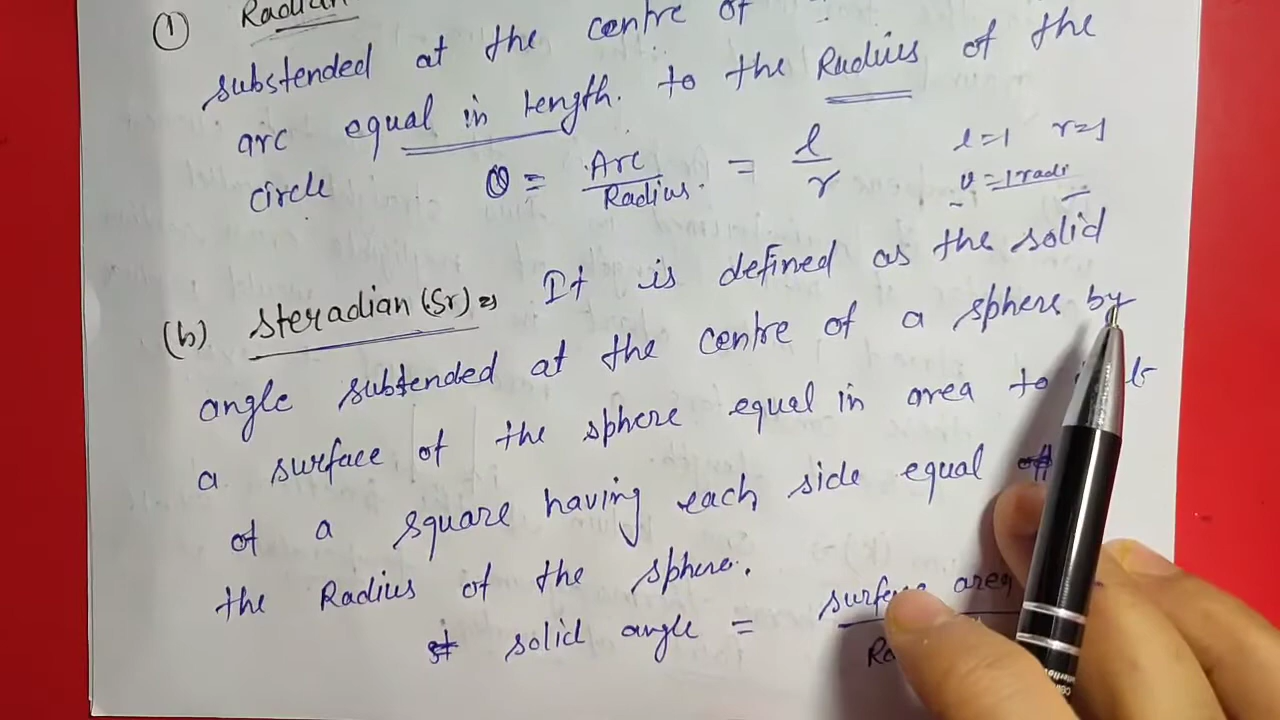 ① Radian
substended at the centre of
arc equal in length. to the Radius of the
circle θ = Arc/Radius = l/r l=1 r=1
θ = 1 radi
(b) Steradian (Sr) ⇒ It is defined as the solid
angle subtended at the centre of a sphere by
a surface of the sphere equal in area to
of a square having each side equal
the Radius of the sphere.
solid angle = surface area